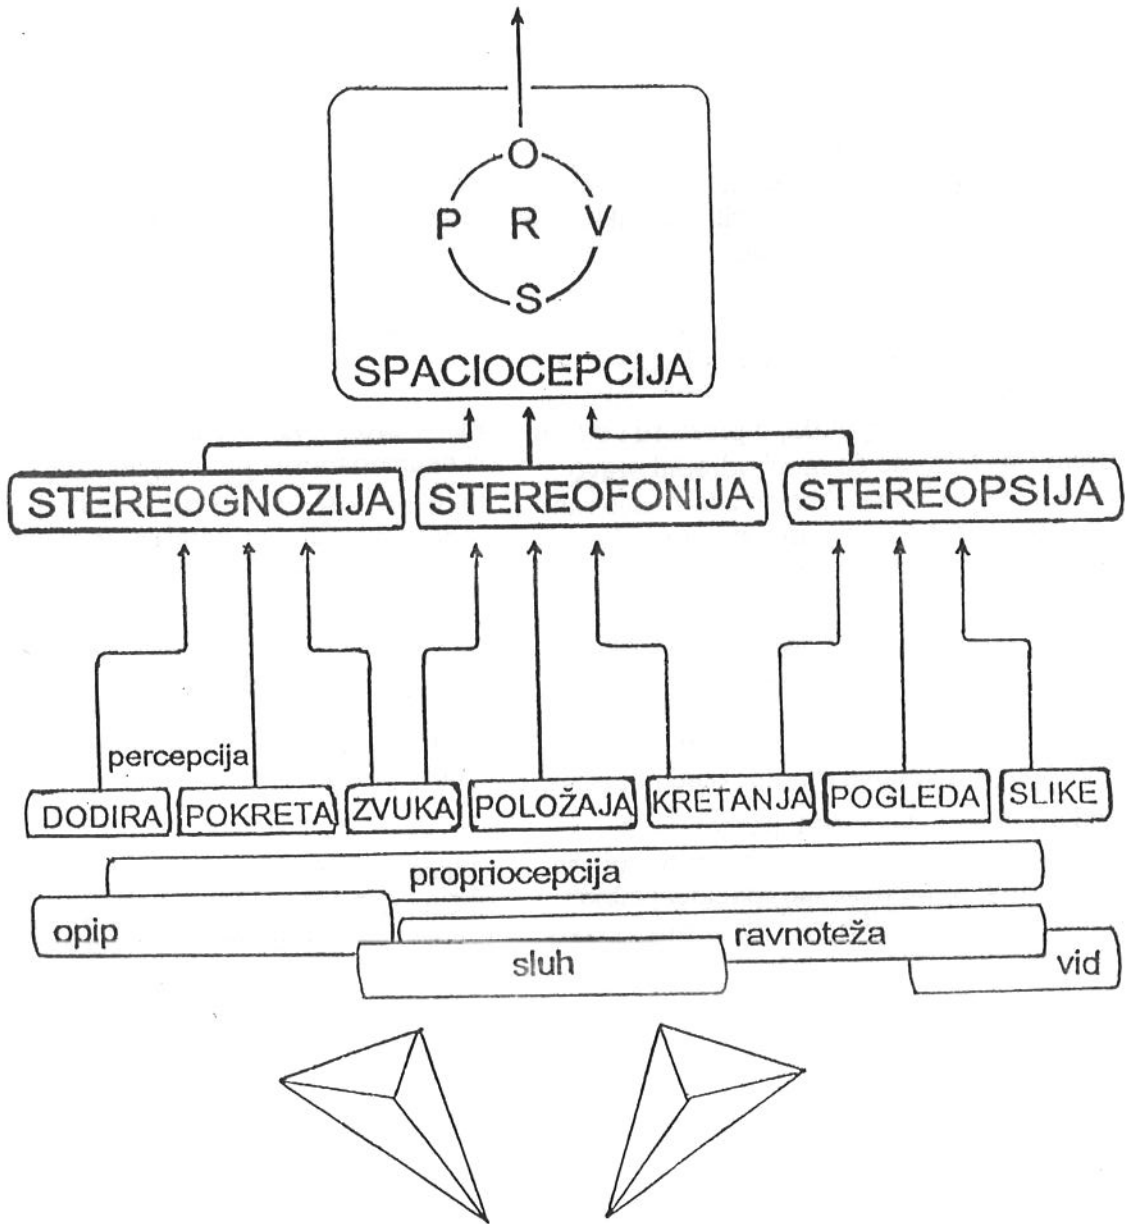 O
P R V
S
SPACIOCEPCIJA
STEREOGNOZIJA STEREOFONIJA STEREOPSIJA
percepcija
DODIRA POKRETA ZVUKA POLOŽAJA KRETANJA POGLEDA SLIKE
propriocepcija
opip ravnoteža
sluh vid